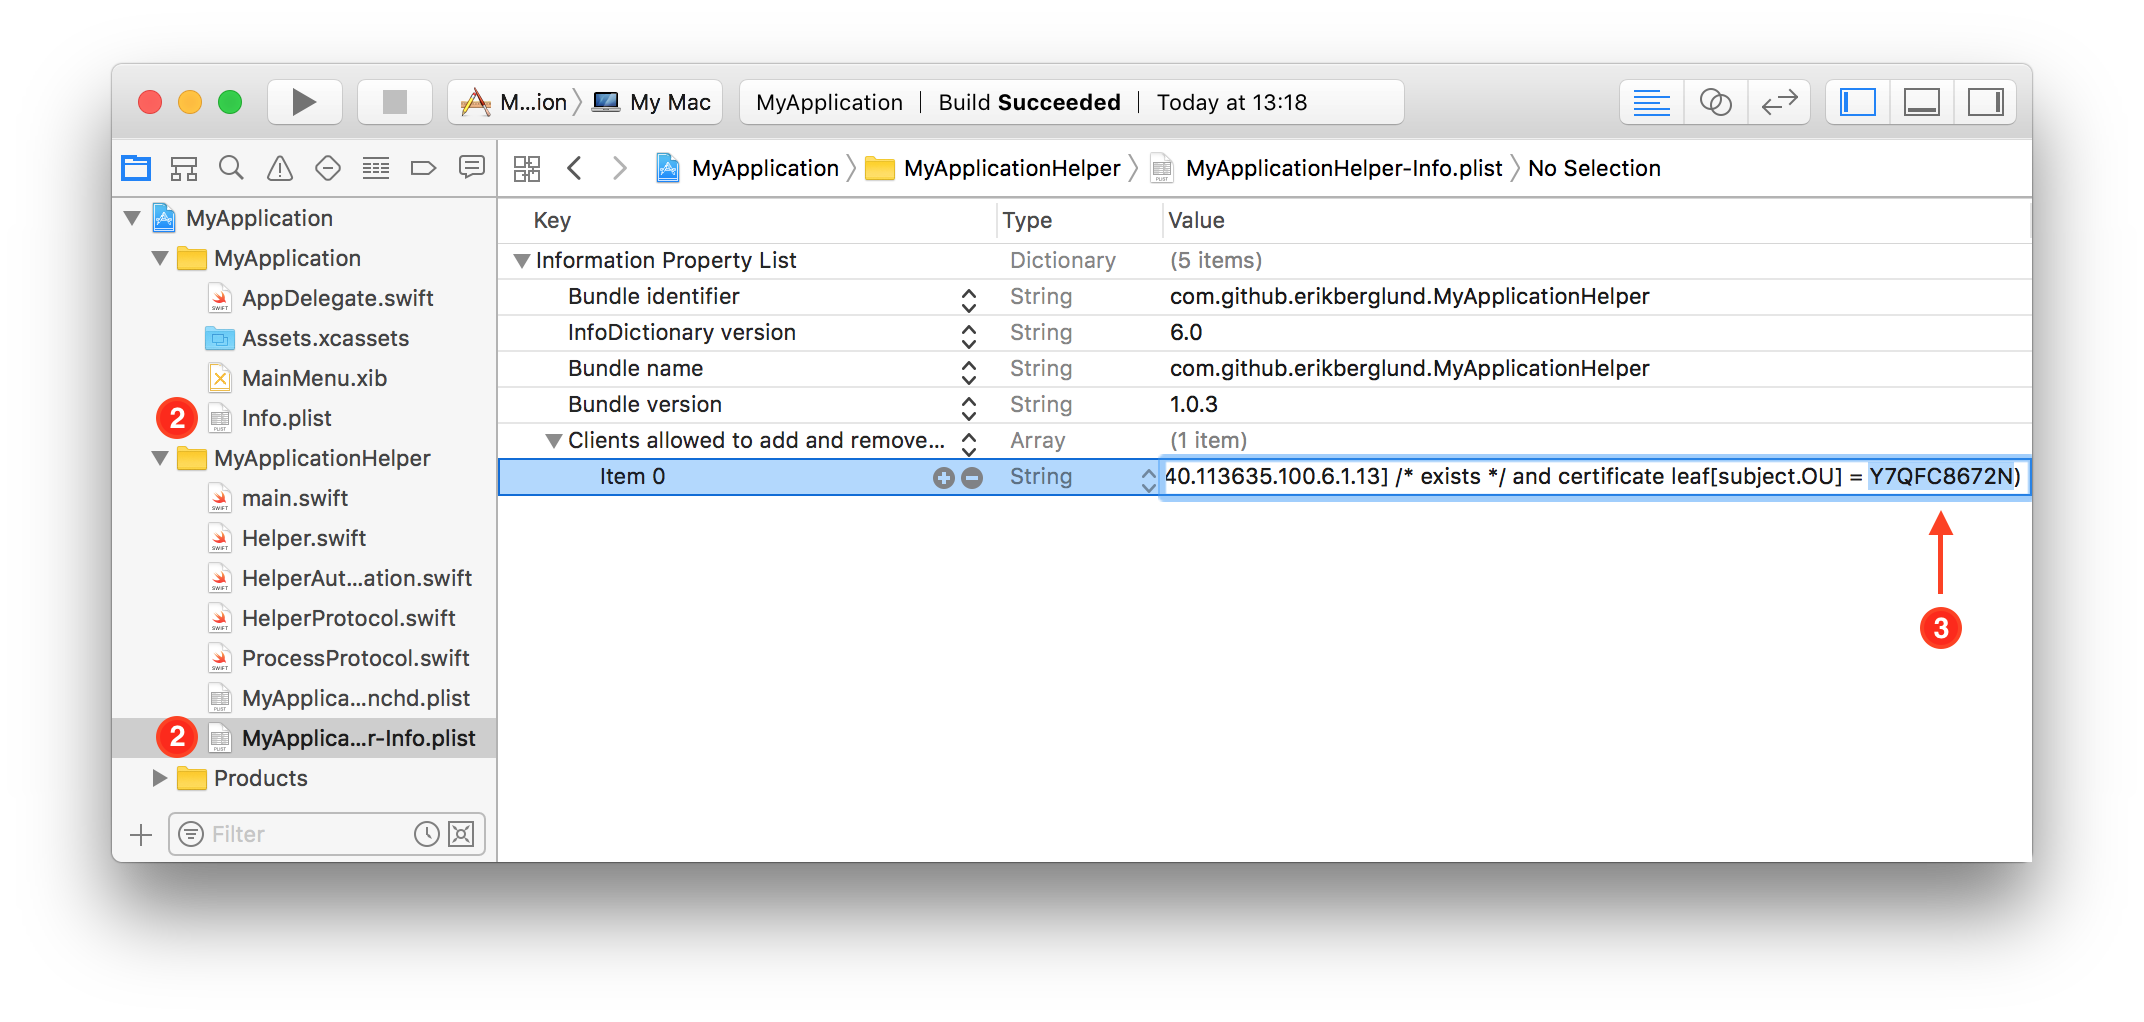 M...ion My Mac MyApplication Build Succeeded Today at 13:18
MyApplication MyApplicationHelper MyApplicationHelper-Info.plist No Selection
MyApplication
MyApplication
AppDelegate.swift
Assets.xcassets
MainMenu.xib
2 Info.plist
MyApplicationHelper
main.swift
Helper.swift
HelperAut...ation.swift
HelperProtocol.swift
ProcessProtocol.swift
MyApplica...nchd.plist
2 MyApplica...r-Info.plist
Products
Filter
Key Type Value
Information Property List Dictionary (5 items)
Bundle identifier String com.github.erikberglund.MyApplicationHelper
InfoDictionary version String 6.0
Bundle name String com.github.erikberglund.MyApplicationHelper
Bundle version String 1.0.3
Clients allowed to add and remove... Array (1 item)
Item 0 String 40.113635.100.6.1.13] /* exists */ and certificate leaf[subject.OU] = Y7QFC8672N)
3